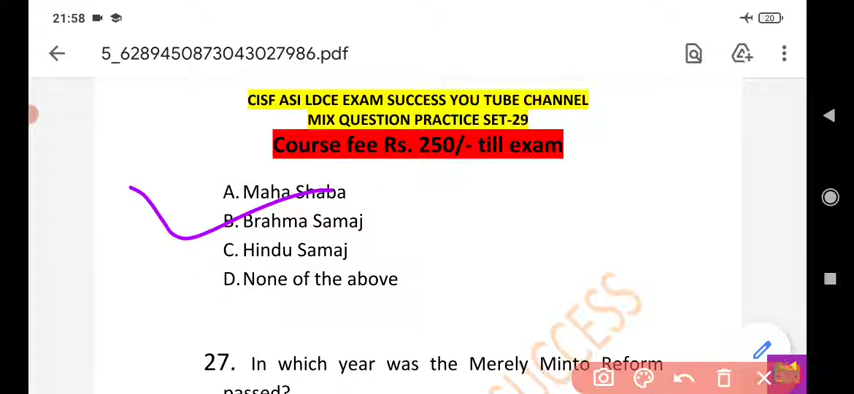 21:58
20
5_6289450873043027986.pdf
CISF ASI LDCE EXAM SUCCESS YOU TUBE CHANNEL
MIX QUESTION PRACTICE SET-29
Course fee Rs. 250/- till exam
A. Maha Shaba
B. Brahma Samaj
C. Hindu Samaj
D. None of the above
SUCCESS
27. In which year was the Merely Minto Reform
passed?